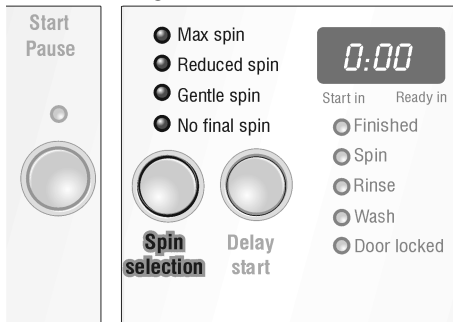 Start
Pause
Max spin
Reduced spin
Gentle spin
No final spin
0:00
Start in Ready in
Finished
Spin
Rinse
Wash
Door locked
Spin
selection
Delay
start